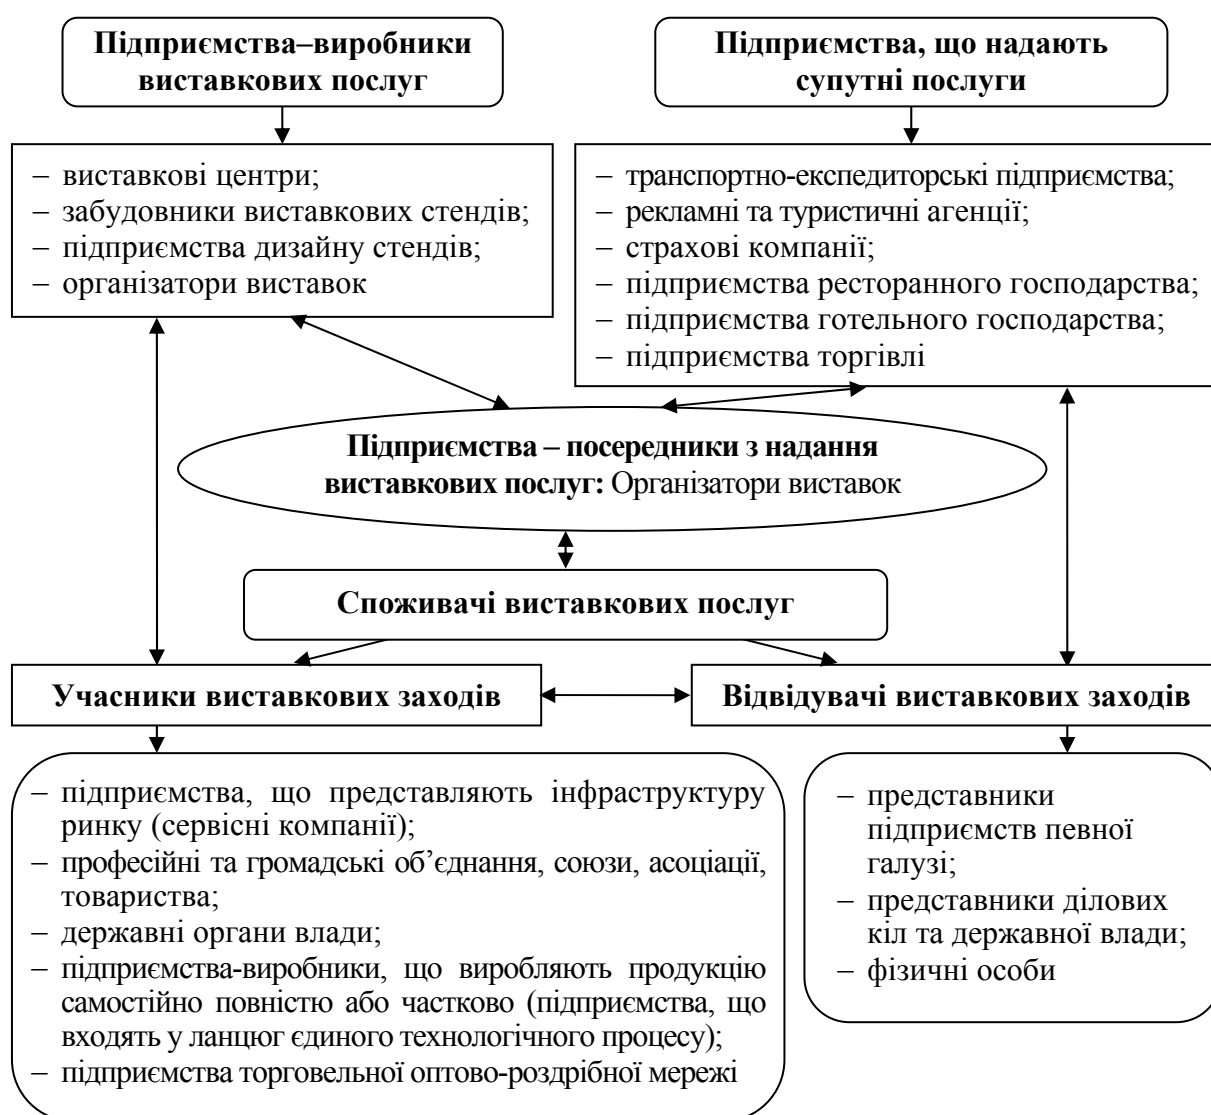 Підприємства–виробники
виставкових послуг
Підприємства, що надають
супутні послуги
– виставкові центри;
– забудовники виставкових стендів;
– підприємства дизайну стендів;
– організатори виставок
– транспортно-експедиторські підприємства;
– рекламні та туристичні агенції;
– страхові компанії;
– підприємства ресторанного господарства;
– підприємства готельного господарства;
– підприємства торгівлі
Підприємства – посередники з надання
виставкових послуг: Організатори виставок
Споживачі виставкових послуг
Учасники виставкових заходів
Відвідувачі виставкових заходів
– підприємства, що представляють інфраструктуру
ринку (сервісні компанії);
– професійні та громадські об’єднання, союзи, асоціації,
товариства;
– державні органи влади;
– підприємства-виробники, що виробляють продукцію
самостійно повністю або частково (підприємства, що
входять у ланцюг єдиного технологічного процесу);
– підприємства торговельної оптово-роздрібної мережі
– представники
підприємств певної
галузі;
– представники ділових
кіл та державної влади;
– фізичні особи